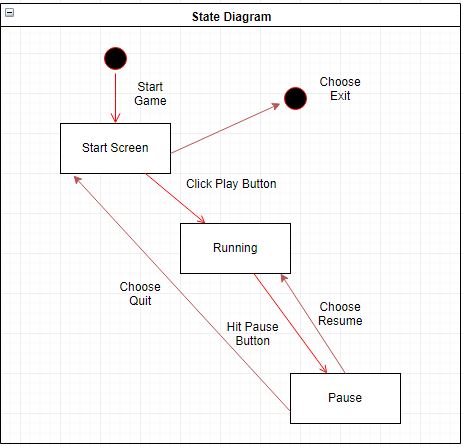 State Diagram
Start
Game
Choose
Exit
Start Screen
Click Play Button
Running
Choose
Quit
Choose
Resume
Hit Pause
Button
Pause